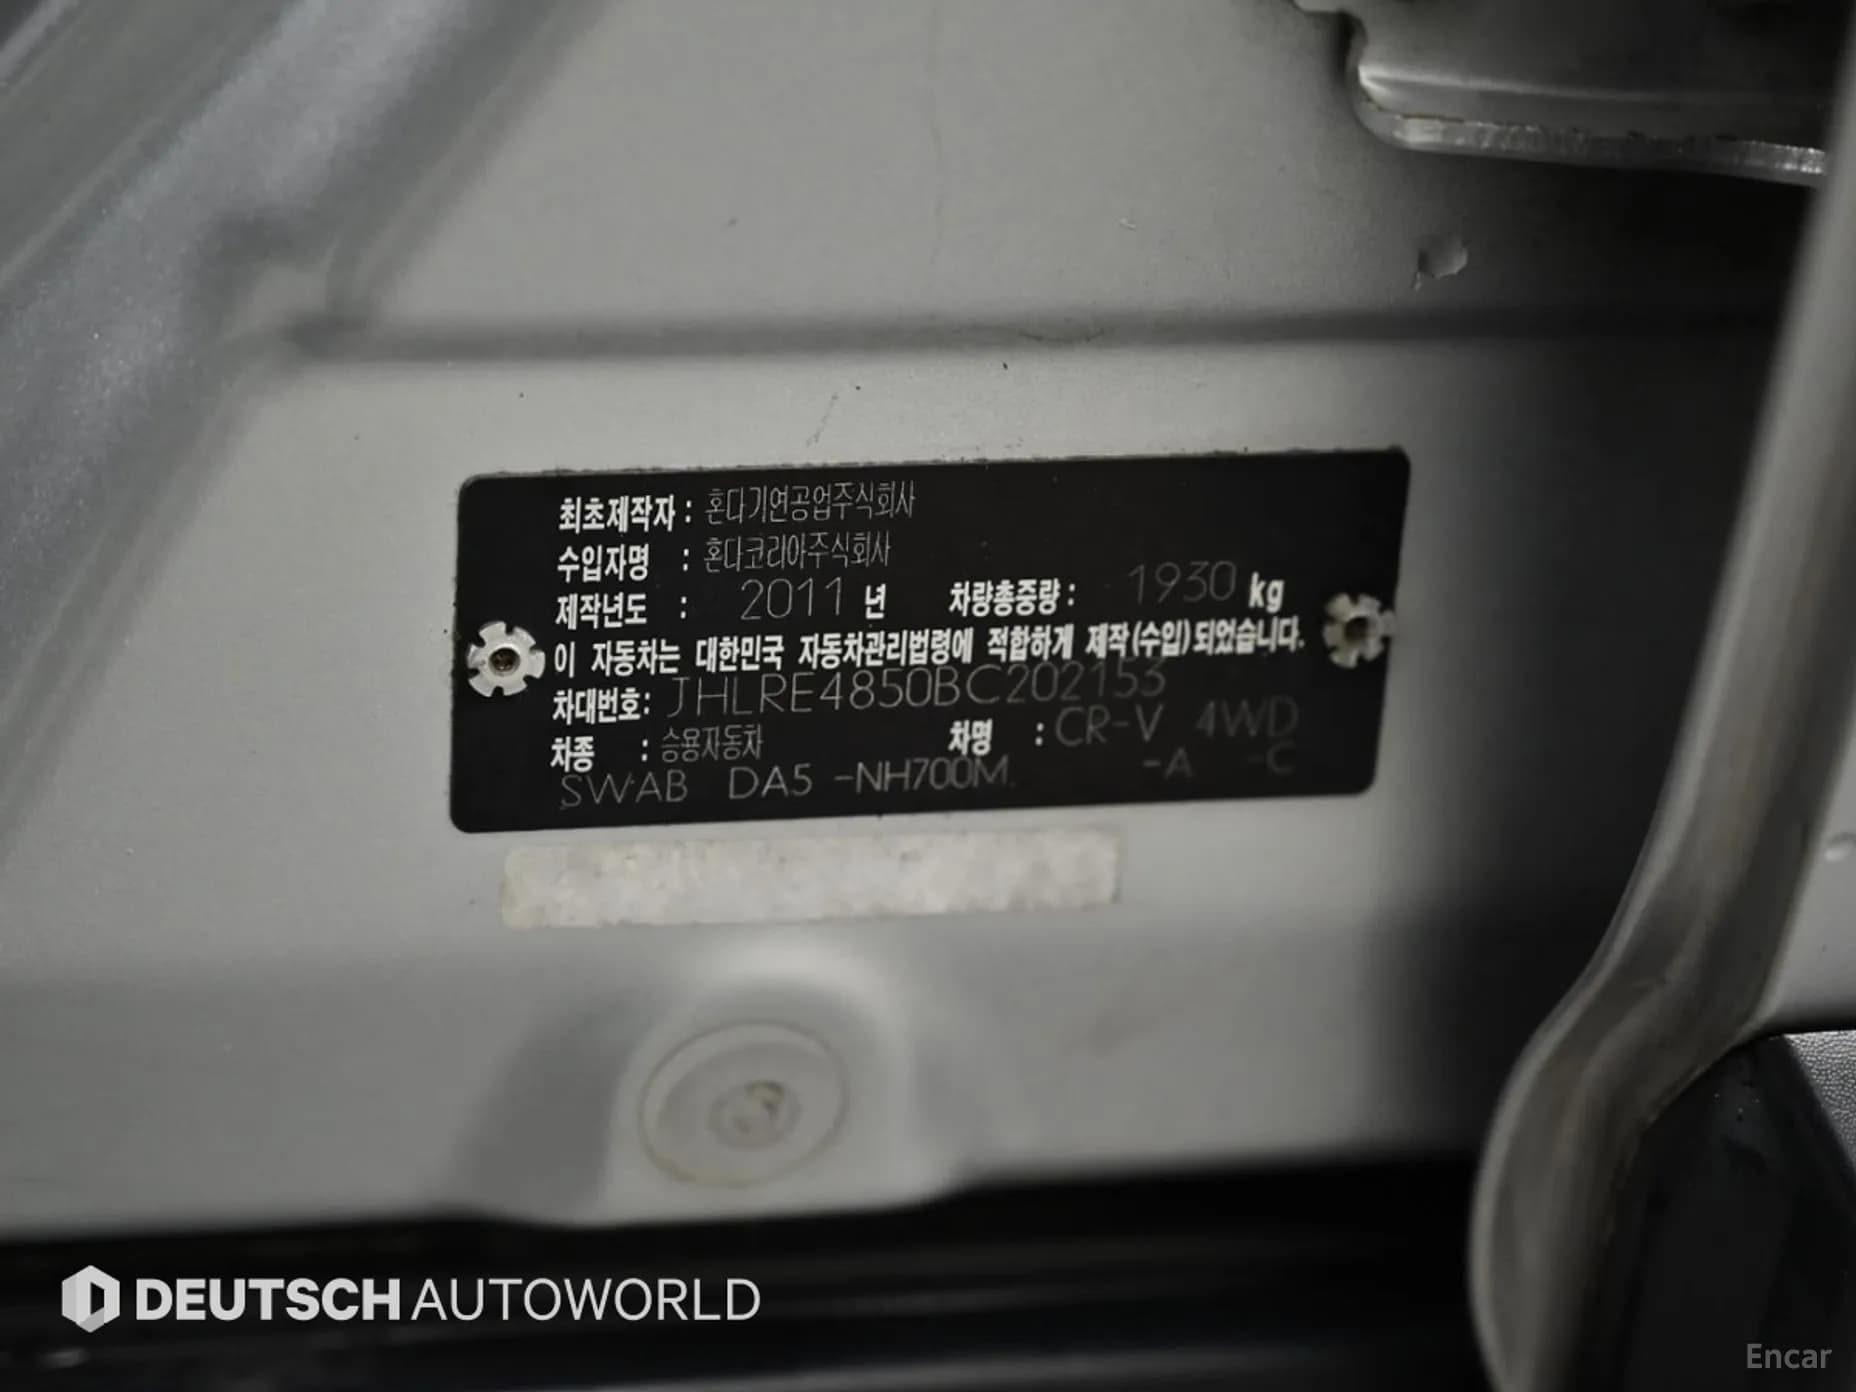 최초제작자 : 혼다기연공업주식회사
수입자명 : 혼다코리아주식회사
제작년도 : 2011 년 차량총중량 : 1930 kg
이 자동차는 대한민국 자동차관리법령에 적합하게 제작(수입)되었습니다.
차대번호: JHLRE4850BC202153
차종 : 승용자동차 차명 : CR-V 4WD
SWAB DA5 -NH700M -A -C
DEUTSCH AUTOWORLD
Encar